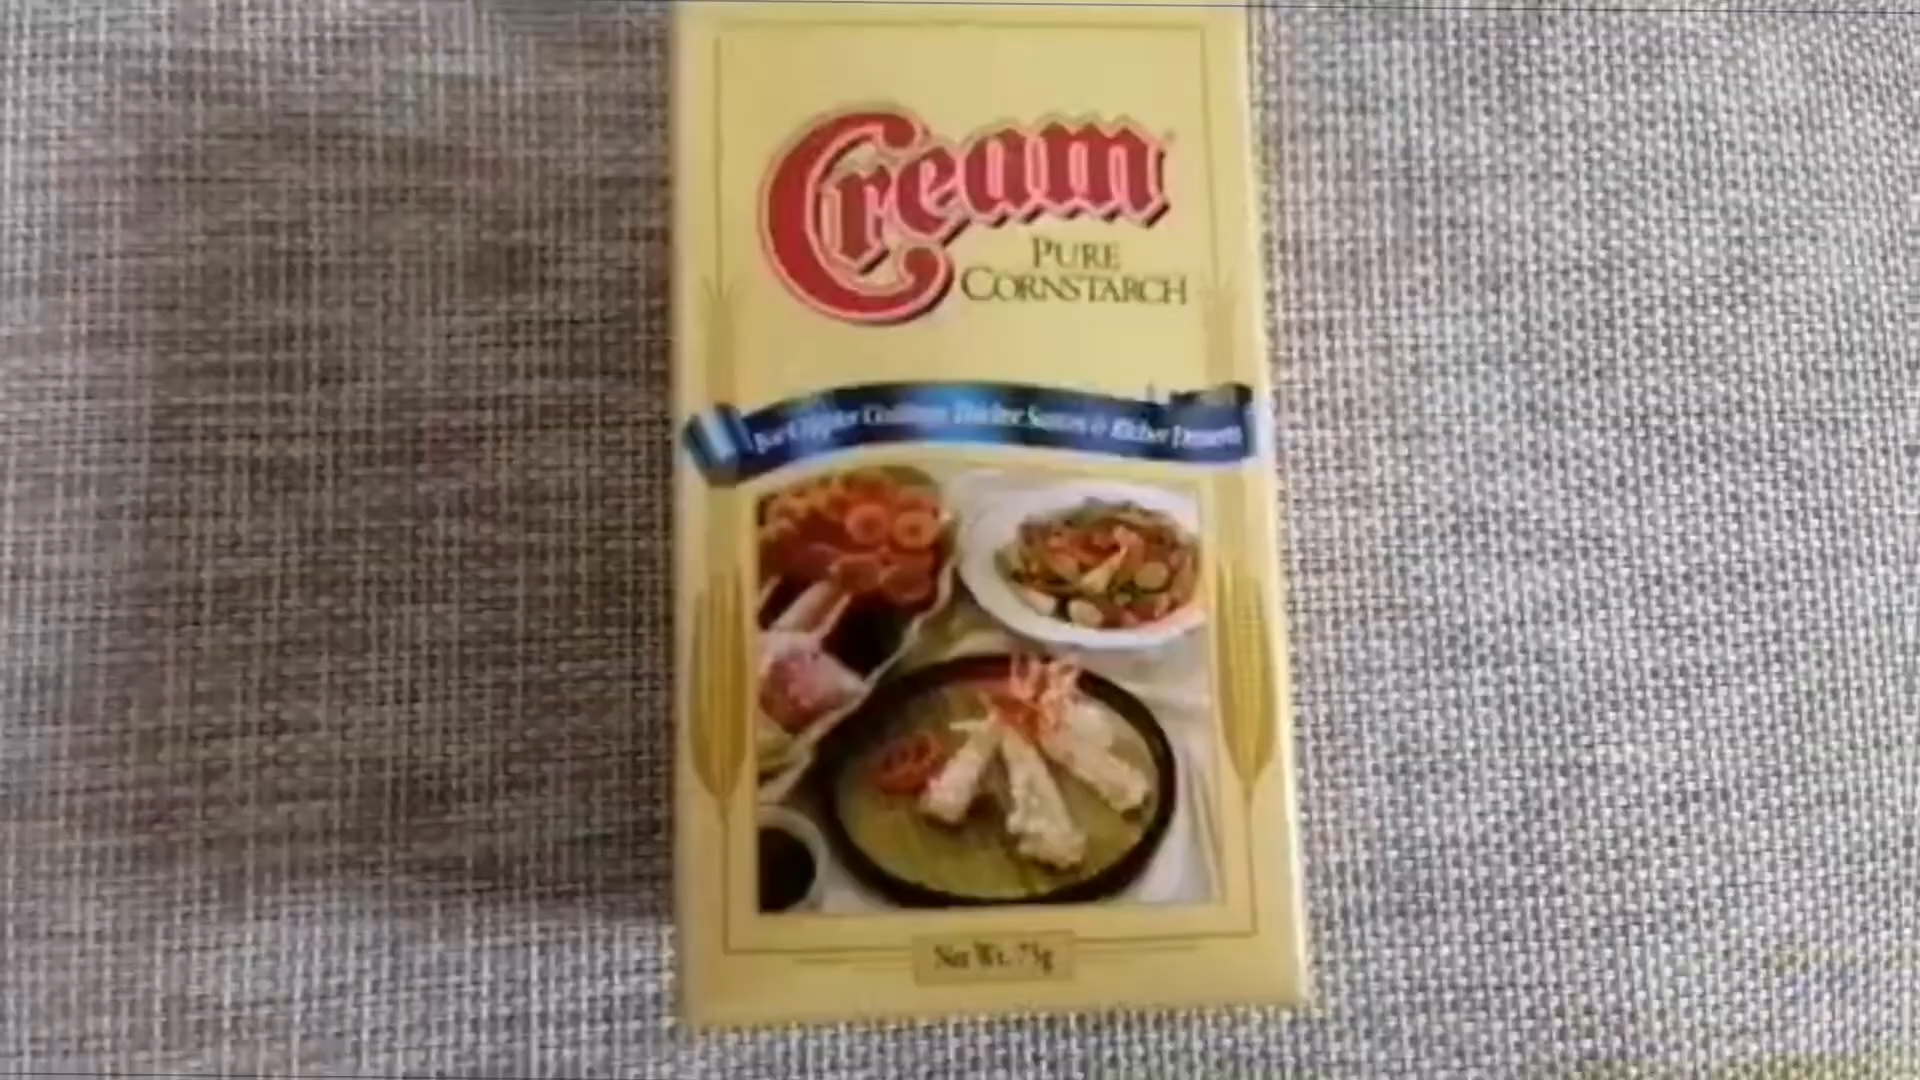 Cream
PURE
CORNSTARCH
For Crispier Coatings, Thicker Sauces & Richer Desserts
Net Wt. 75g